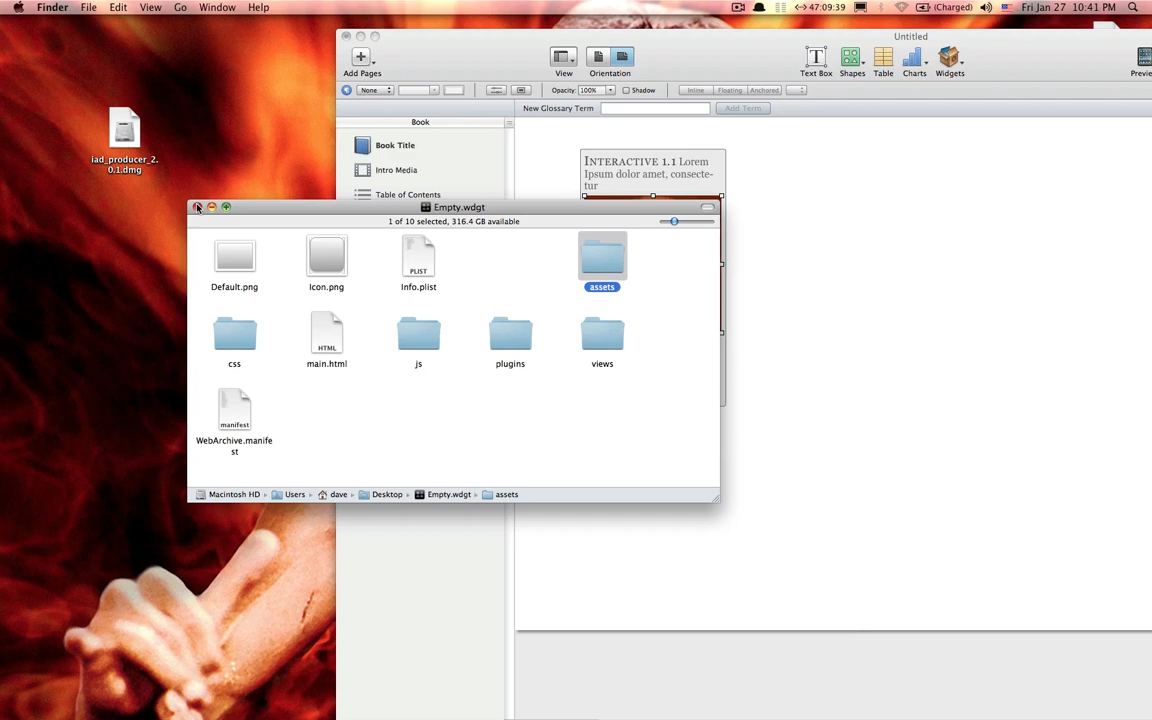 Finder File Edit View Go Window Help
47:09:39 (Charged) Fri Jan 27 10:41 PM
Untitled
Add Pages View Orientation Text Box Shapes Table Charts Widgets Previe
None Opacity: 100% Shadow Inline Floating Anchored
New Glossary Term Add Term
Book
Book Title
Intro Media
Table of Contents
INTERACTIVE 1.1 Lorem
Ipsum dolor amet, consecte-
tur
iad_producer_2.
0.1.dmg
Empty.wdgt
1 of 10 selected, 316.4 GB available
PLIST
Default.png Icon.png Info.plist assets
HTML
css main.html js plugins views
manifest
WebArchive.manife
st
Macintosh HD Users dave Desktop Empty.wdgt assets